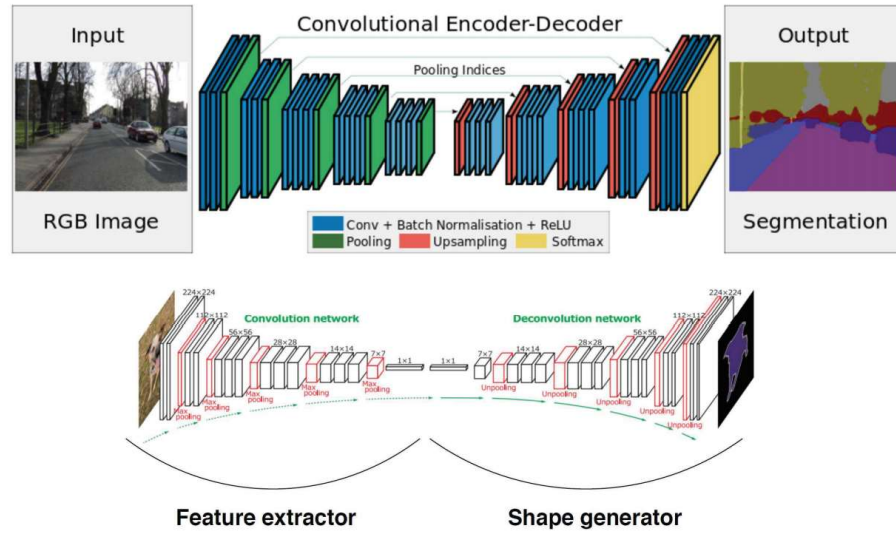 Input
Convolutional Encoder-Decoder
Output
Pooling Indices
RGB Image
Segmentation
Conv + Batch Normalisation + ReLU
Pooling
Upsampling
Softmax
Convolution network
Deconvolution network
224×224
112×112
56×56
28×28
14×14
7×7
1×1
1×1
7×7
14×14
28×28
56×56
112×112
224×224
Max
pooling
Max
pooling
Max
pooling
Max
pooling
Max
pooling
Unpooling
Unpooling
Unpooling
Unpooling
Unpooling
Feature extractor
Shape generator